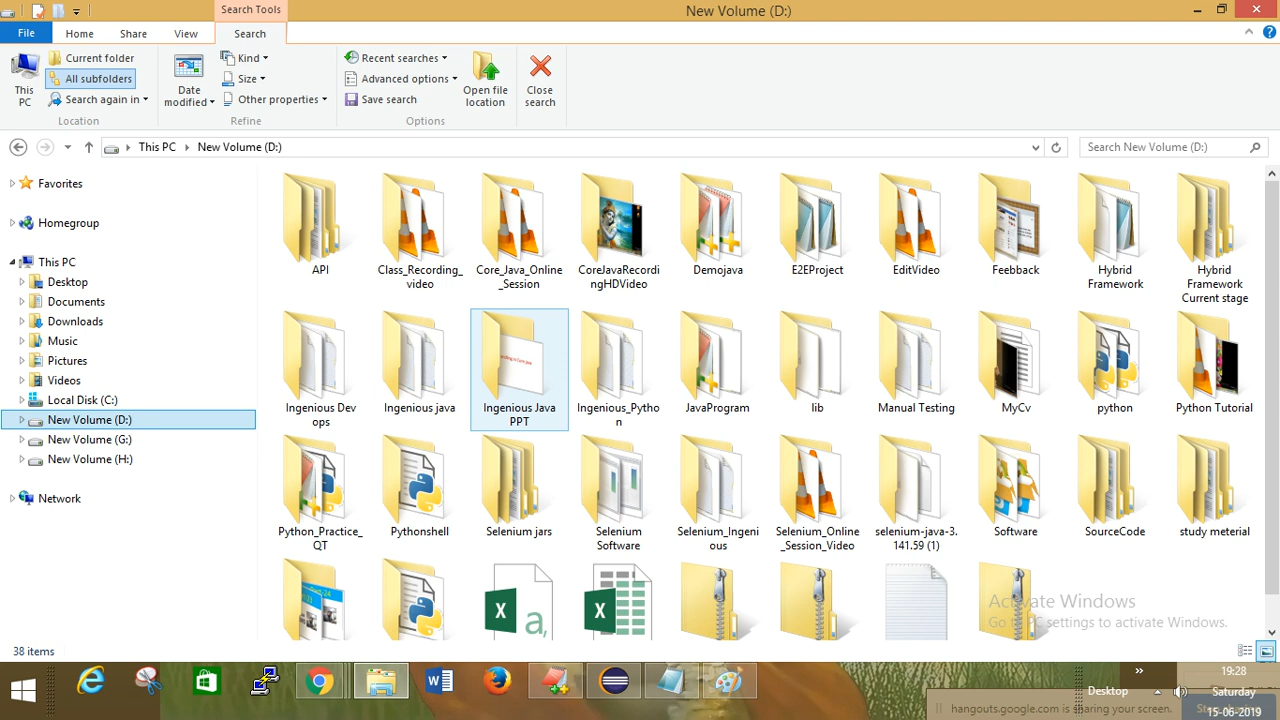 Search Tools
New Volume (D:)
File
Home
Share
View
Search
This PC
Current folder
All subfolders
Search again in
Location
Date modified
Kind
Size
Other properties
Refine
Recent searches
Advanced options
Save search
Options
Open file location
Close search
This PC
New Volume (D:)
Search New Volume (D:)
Favorites
Homegroup
This PC
Desktop
Documents
Downloads
Music
Pictures
Videos
Local Disk (C:)
New Volume (D:)
New Volume (G:)
New Volume (H:)
Network
API
Class_Recording_video
Core_Java_Online_Session
CoreJavaRecordingHDVideo
Demojava
E2EProject
EditVideo
Feebback
Hybrid Framework
Hybrid Framework Current stage
Ingenious Dev ops
Ingenious java
Ingenious Java PPT
Ingenious_Python
JavaProgram
lib
Manual Testing
MyCv
python
Python Tutorial
Python_Practice_QT
Pythonshell
Selenium jars
Selenium Software
Selenium_Ingenious
Selenium_Online_Session_Video
selenium-java-3.141.59 (1)
Software
SourceCode
study meterial
Activate Windows
Go to PC settings to activate Windows.
38 items
Desktop
19:28
Saturday
15-06-2019
hangouts.google.com is sharing your screen.